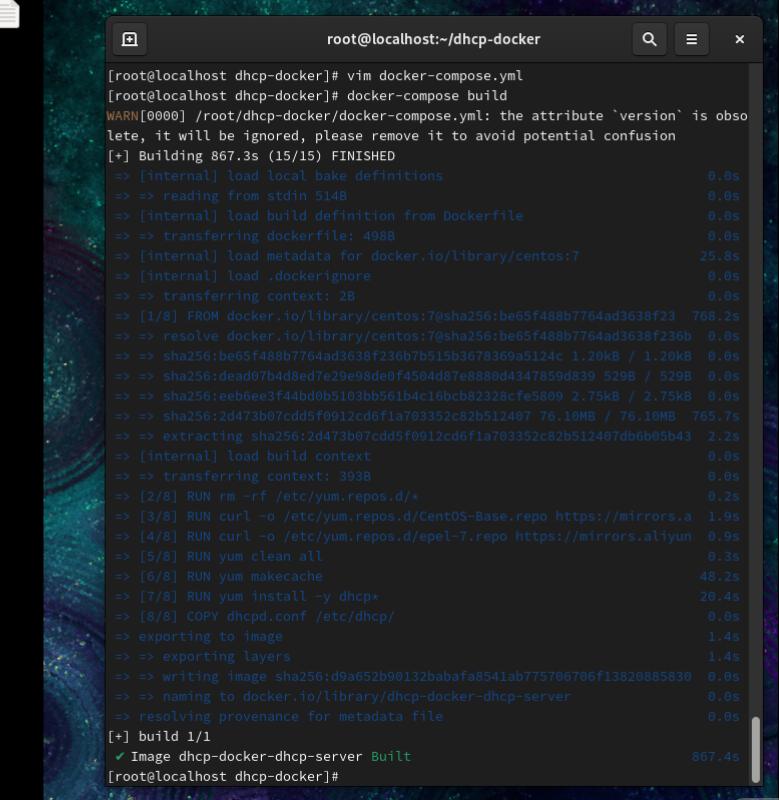 root@localhost:~/dhcp-docker
[root@localhost dhcp-docker]# vim docker-compose.yml
[root@localhost dhcp-docker]# docker-compose build
WARN[0000] /root/dhcp-docker/docker-compose.yml: the attribute `version` is obso
lete, it will be ignored, please remove it to avoid potential confusion
[+] Building 867.3s (15/15) FINISHED
=> [internal] load local bake definitions 0.0s
=> => reading from stdin 514B 0.0s
=> [internal] load build definition from Dockerfile 0.0s
=> => transferring dockerfile: 498B 0.0s
=> [internal] load metadata for docker.io/library/centos:7 25.8s
=> [internal] load .dockerignore 0.0s
=> => transferring context: 2B 0.0s
=> [1/8] FROM docker.io/library/centos:7@sha256:be65f488b7764ad3638f23 768.2s
=> => resolve docker.io/library/centos:7@sha256:be65f488b7764ad3638f236b 0.0s
=> => sha256:be65f488b7764ad3638f236b7b515b3678369a5124c 1.20kB / 1.20kB 0.0s
=> => sha256:dead07b4d8ed7e29e98de0f4504d87e8880d4347859d839 529B / 529B 0.0s
=> => sha256:eeb6ee3f44bd0b5103bb561b4c16bcb82328cfe5809 2.75kB / 2.75kB 0.0s
=> => sha256:2d473b07cdd5f0912cd6f1a703352c82b512407 76.10MB / 76.10MB 765.7s
=> => extracting sha256:2d473b07cdd5f0912cd6f1a703352c82b512407db6b05b43 2.2s
=> [internal] load build context 0.0s
=> => transferring context: 393B 0.0s
=> [2/8] RUN rm -rf /etc/yum.repos.d/* 0.2s
=> [3/8] RUN curl -o /etc/yum.repos.d/CentOS-Base.repo https://mirrors.a 1.9s
=> [4/8] RUN curl -o /etc/yum.repos.d/epel-7.repo https://mirrors.aliyun 0.9s
=> [5/8] RUN yum clean all 0.3s
=> [6/8] RUN yum makecache 48.2s
=> [7/8] RUN yum install -y dhcp* 20.4s
=> [8/8] COPY dhcpd.conf /etc/dhcp/ 0.0s
=> exporting to image 1.4s
=> => exporting layers 1.4s
=> => writing image sha256:d9a652b90132babafa8541ab775706706f13820885830 0.0s
=> => naming to docker.io/library/dhcp-docker-dhcp-server 0.0s
=> resolving provenance for metadata file 0.0s
[+] build 1/1
✔ Image dhcp-docker-dhcp-server Built 867.4s
[root@localhost dhcp-docker]#